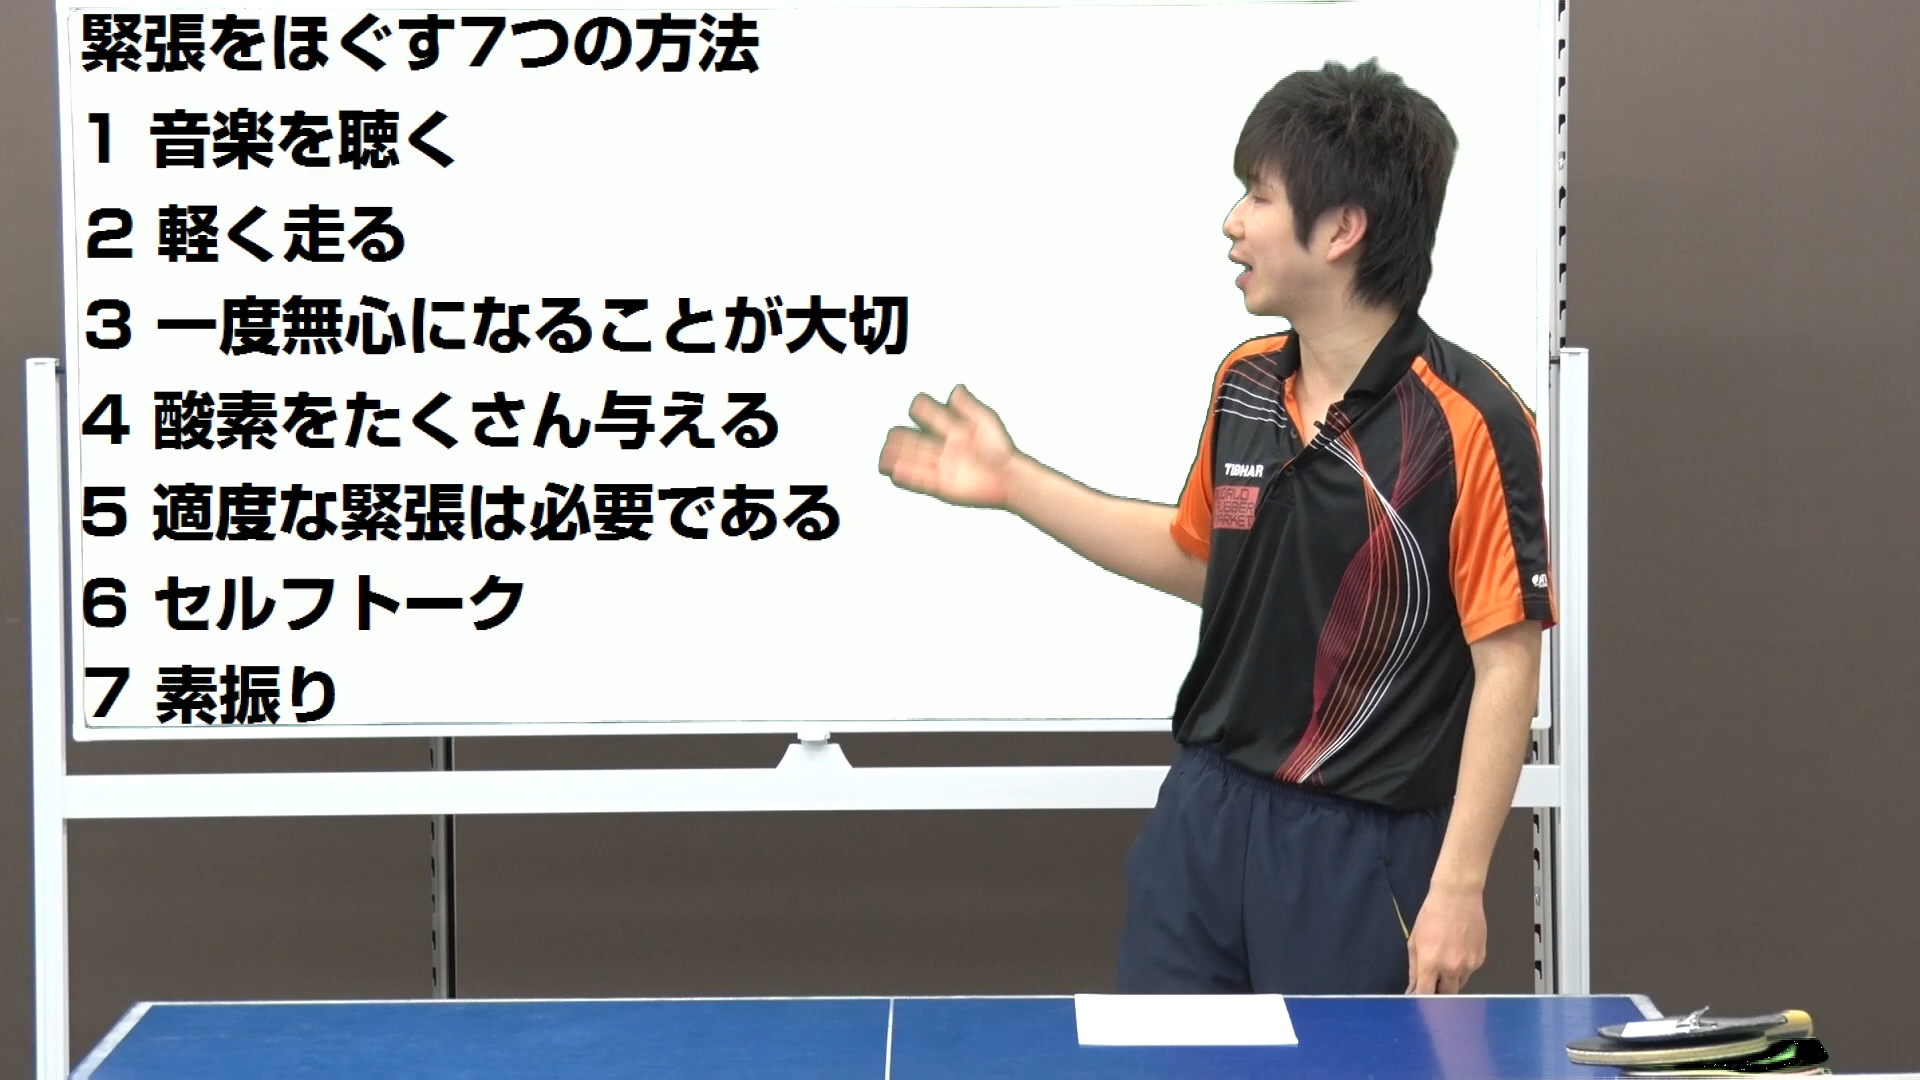 緊張をほぐす7つの方法
1 音楽を聴く
2 軽く走る
3 一度無心になることが大切
4 酸素をたくさん与える
5 適度な緊張は必要である
6 セルフトーク
7 素振り
TIBHAR
WORLD
RUBBER
MARKET